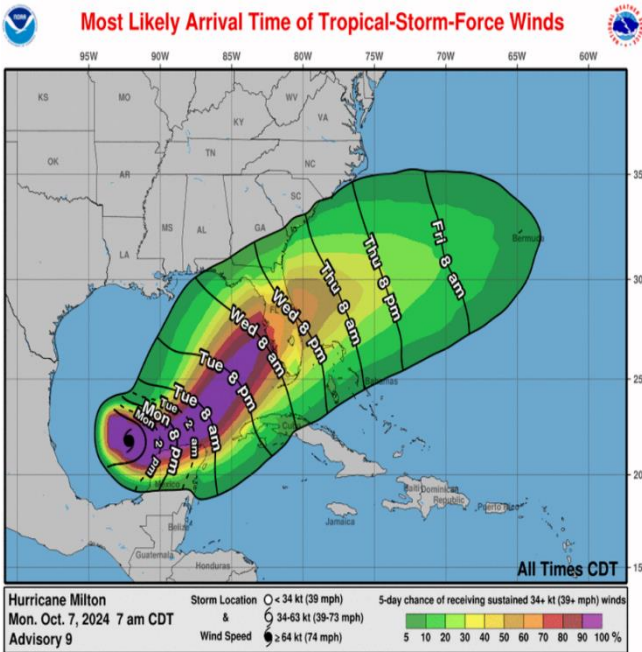 NOAA
Most Likely Arrival Time of Tropical-Storm-Force Winds
95W 90W 85W 80W 75W 70W 65W 60W
KS MO WV
KY VA
OK TN NC
AR
35
SC
MS AL GA
LA
30
Bermuda
FL
Fri 8 am
Thu 8 pm
Thu 8 am
Wed 8 pm
Wed 8 am
Tue 8 pm
25
Bahamas
Tue 8 am
Tue 2 am
Mon 8 pm
Mon 2 pm
Cuba
20
Mexico
Haiti Dominican Republic
Puerto Rico
Jamaica
Belize
Guatemala
Honduras
15
All Times CDT
Hurricane Milton
Mon. Oct. 7, 2024 7 am CDT
Advisory 9
Storm Location
&
Wind Speed
< 34 kt (39 mph)
34-63 kt (39-73 mph)
≥ 64 kt (74 mph)
5-day chance of receiving sustained 34+ kt (39+ mph) winds
5 10 20 30 40 50 60 70 80 90 100 %